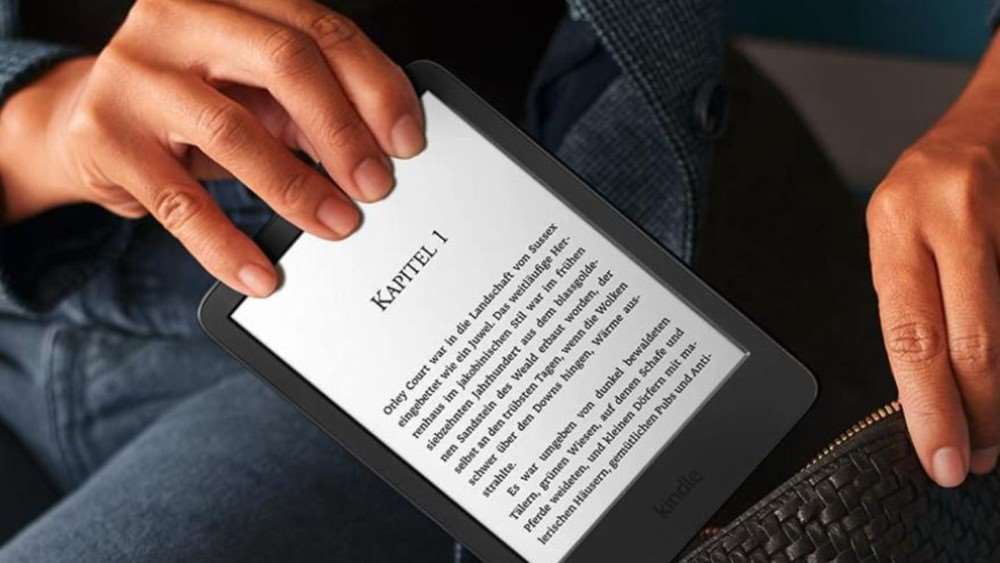 KAPITEL 1
Orley Court war in die Landschaft von Sussex
eingebettet wie ein Juwel. Das weitläufige Her-
renhaus im jakobinischen Stil war im frühen
siebzehnten Jahrhundert aus dem blassgolde-
nen Sandstein des Weald erbaut worden, der
selbst an den trübsten Tagen, wenn die Wolken
schwer über den Downs hingen, Wärme aus-
strahlte.
Es war umgeben von dunkel bewaldeten
Tälern, grünen Wiesen, auf denen Schafe und
Pferde weideten, und kleinen Dörfern mit ma-
lerischen Häusern, gemütlichen Pubs und Anti-
kindle